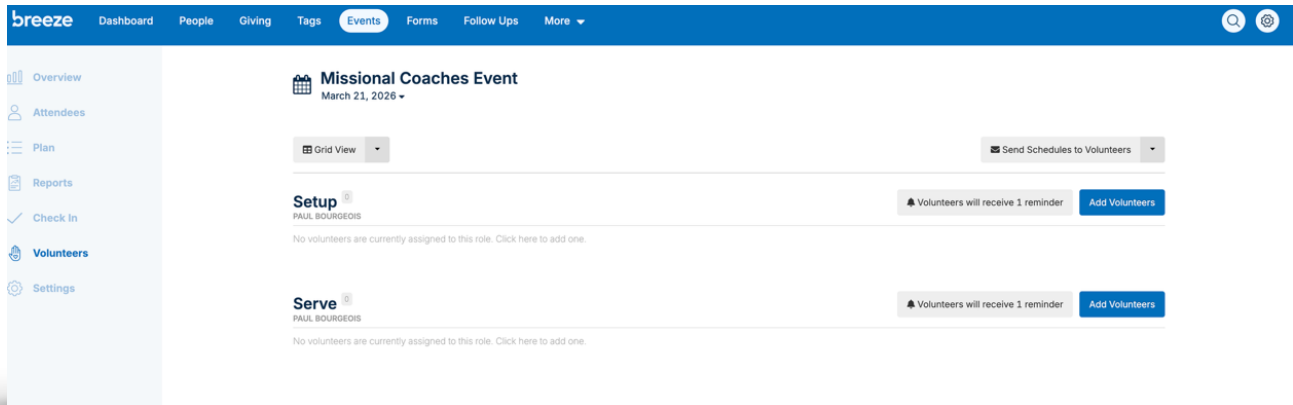 breeze Dashboard People Giving Tags Events Forms Follow Ups More
Overview
Attendees
Plan
Reports
Check In
Volunteers
Settings
Missional Coaches Event
March 21, 2026
Grid View
Send Schedules to Volunteers
Setup 0
PAUL BOURGEOIS
Volunteers will receive 1 reminder
Add Volunteers
No volunteers are currently assigned to this role. Click here to add one.
Serve 0
PAUL BOURGEOIS
Volunteers will receive 1 reminder
Add Volunteers
No volunteers are currently assigned to this role. Click here to add one.